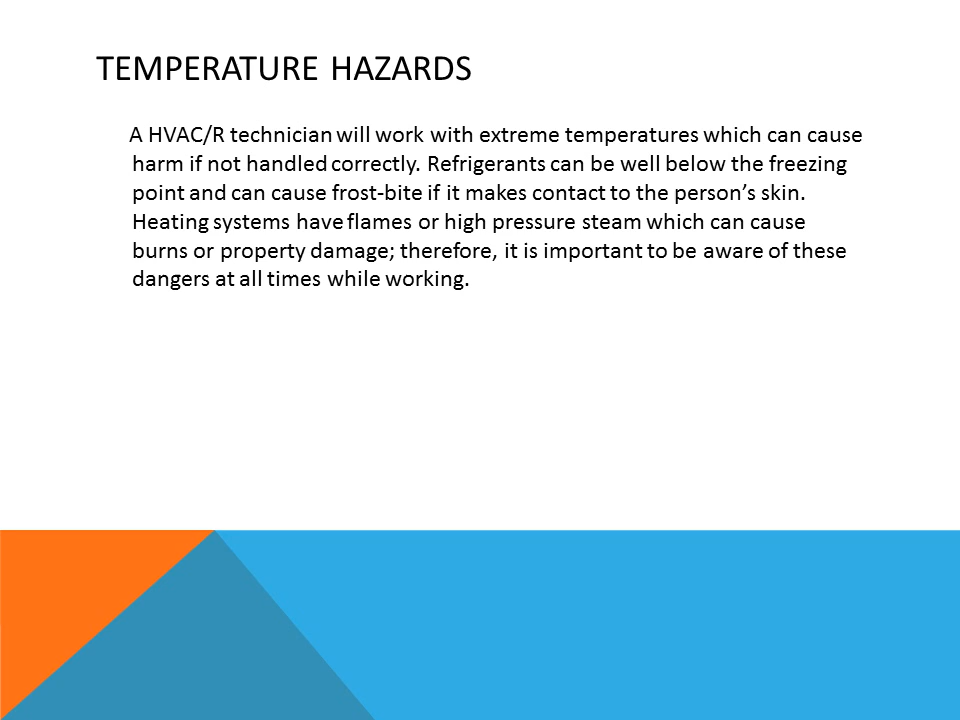 TEMPERATURE HAZARDS
A HVAC/R technician will work with extreme temperatures which can cause
harm if not handled correctly. Refrigerants can be well below the freezing
point and can cause frost-bite if it makes contact to the person’s skin.
Heating systems have flames or high pressure steam which can cause
burns or property damage; therefore, it is important to be aware of these
dangers at all times while working.